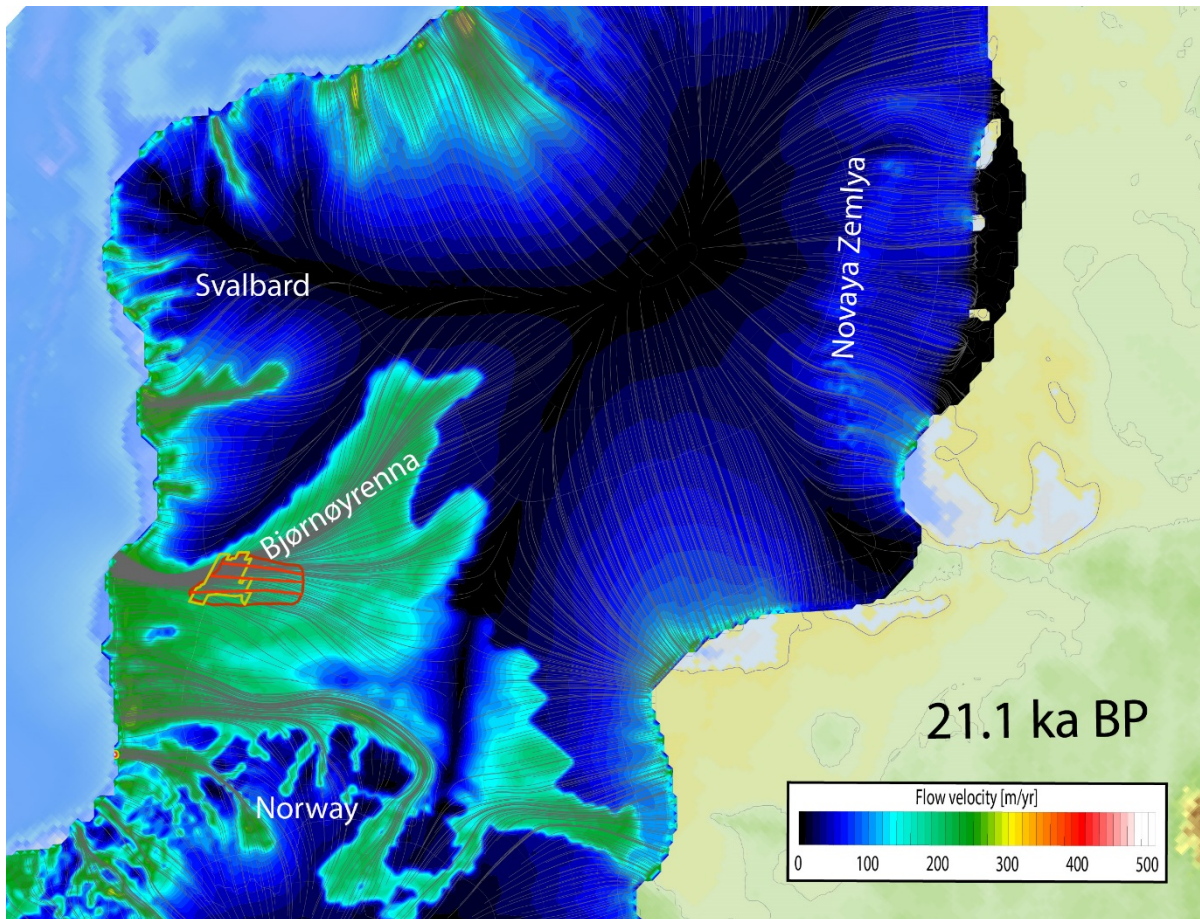 Svalbard
Novaya Zemlya
Bjørnøyrenna
Norway
21.1 ka BP
Flow velocity [m/yr]
0 100 200 300 400 500